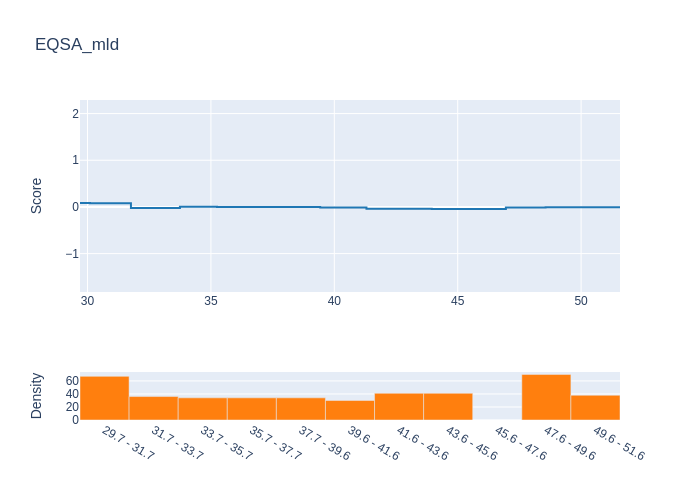 EQSA_mld
Score
2
1
0
−1
30
35
40
45
50
Density
60
40
20
0
29.7 - 31.7
31.7 - 33.7
33.7 - 35.7
35.7 - 37.7
37.7 - 39.6
39.6 - 41.6
41.6 - 43.6
43.6 - 45.6
45.6 - 47.6
47.6 - 49.6
49.6 - 51.6